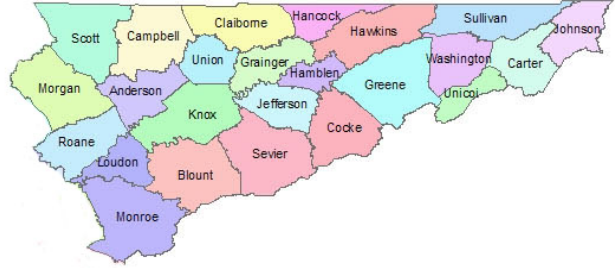 Scott
Campbell
Claiborne
Hancock
Hawkins
Sullivan
Johnson
Morgan
Anderson
Union
Grainger
Hamblen
Greene
Washington
Carter
Unicoi
Roane
Knox
Jefferson
Cocke
Loudon
Blount
Sevier
Monroe